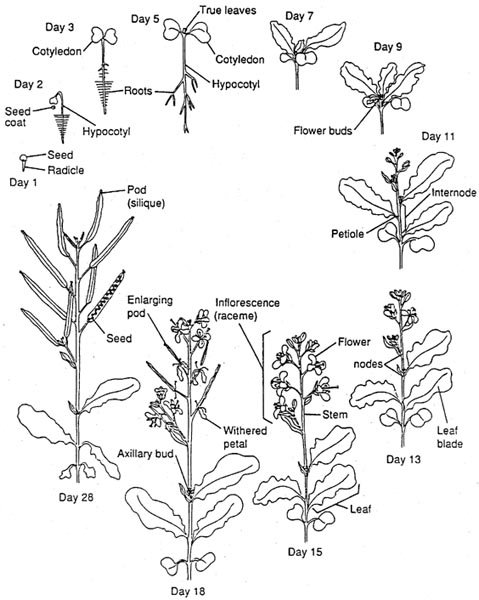 True leaves
Day 3
Day 5
Day 7
Cotyledon
Cotyledon
Day 9
Day 2
Hypocotyl
Roots
Seed
coat
Hypocotyl
Flower buds
Day 11
Seed
Radicle
Day 1
Pod
(silique)
Internode
Petiole
Enlarging
pod
Inflorescence
(raceme)
Flower
Seed
nodes
Stem
Withered
petal
Leaf
blade
Axillary bud
Day 13
Day 28
Leaf
Day 15
Day 18